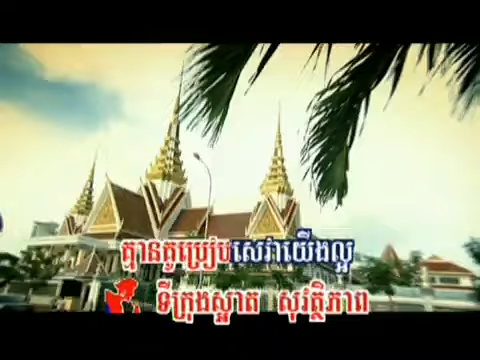 គ្មានគូប្រៀបសេវាយើងល្អ
ទីក្រុងស្អាត សុវត្ថិភាព